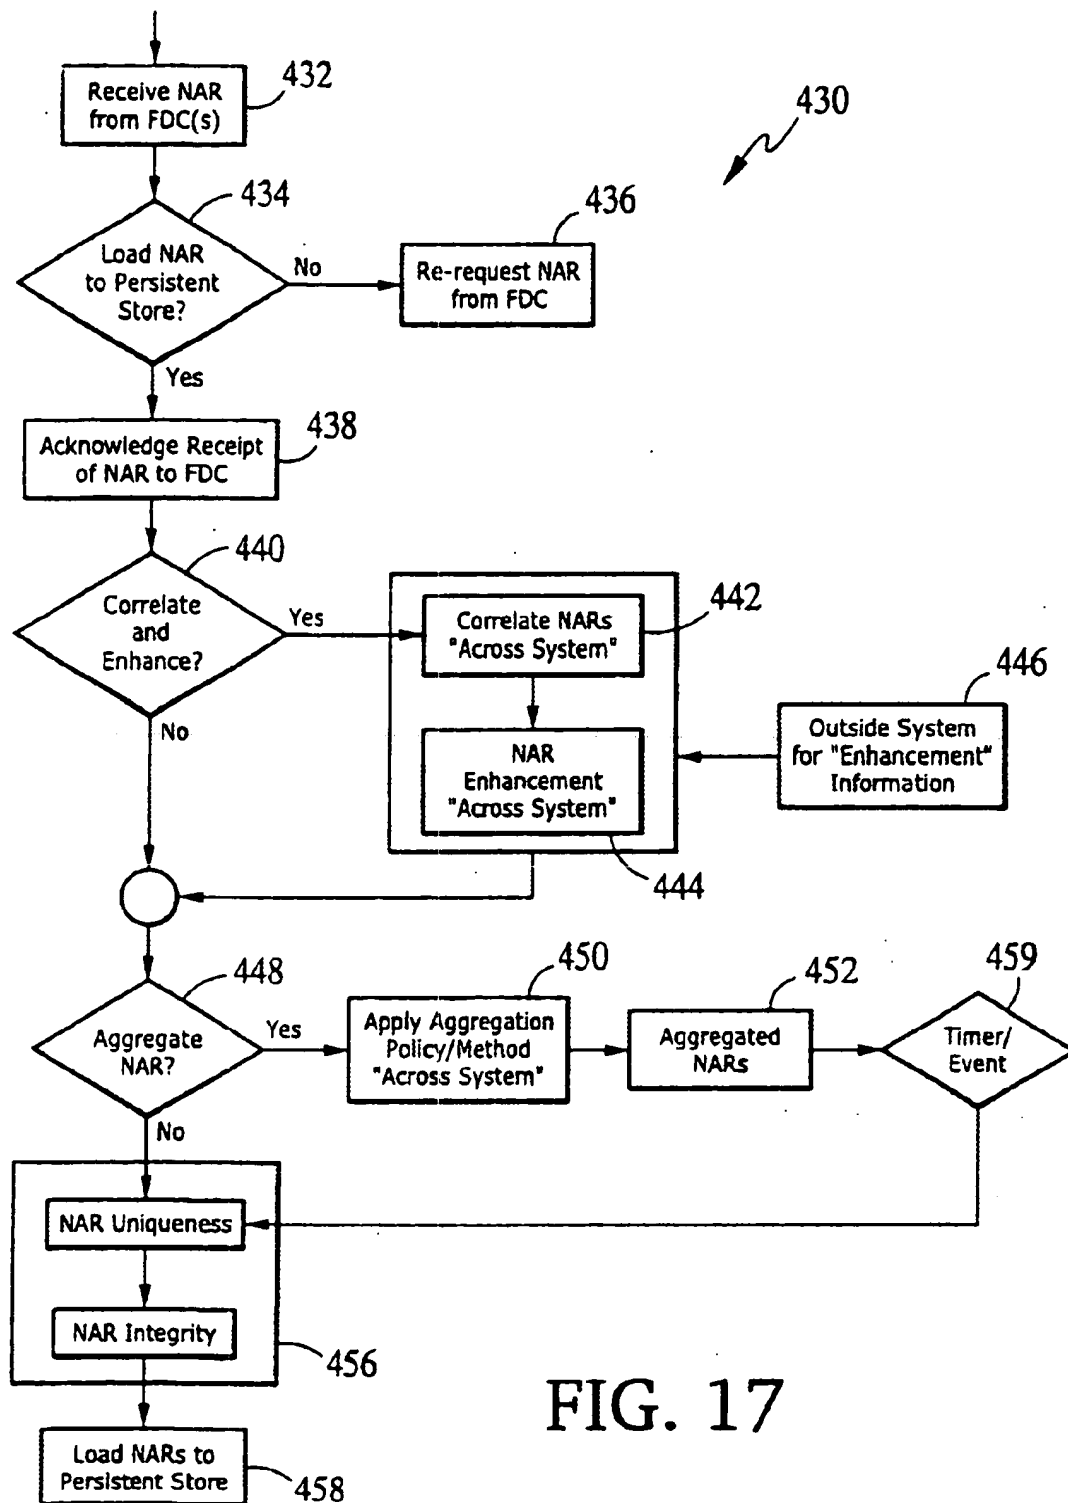 Receive NAR
from FDC(s)
432
430
434
Load NAR
to Persistent
Store?
No
436
Re-request NAR
from FDC
Yes
Acknowledge Receipt
of NAR to FDC
438
440
Correlate
and
Enhance?
Yes
Correlate NARs
"Across System"
442
No
NAR
Enhancement
"Across System"
444
446
Outside System
for "Enhancement"
Information
448
Aggregate
NAR?
Yes
450
Apply Aggregation
Policy/Method
"Across System"
452
Aggregated
NARs
459
Timer/
Event
No
NAR Uniqueness
NAR Integrity
456
Load NARs to
Persistent Store
458
FIG. 17